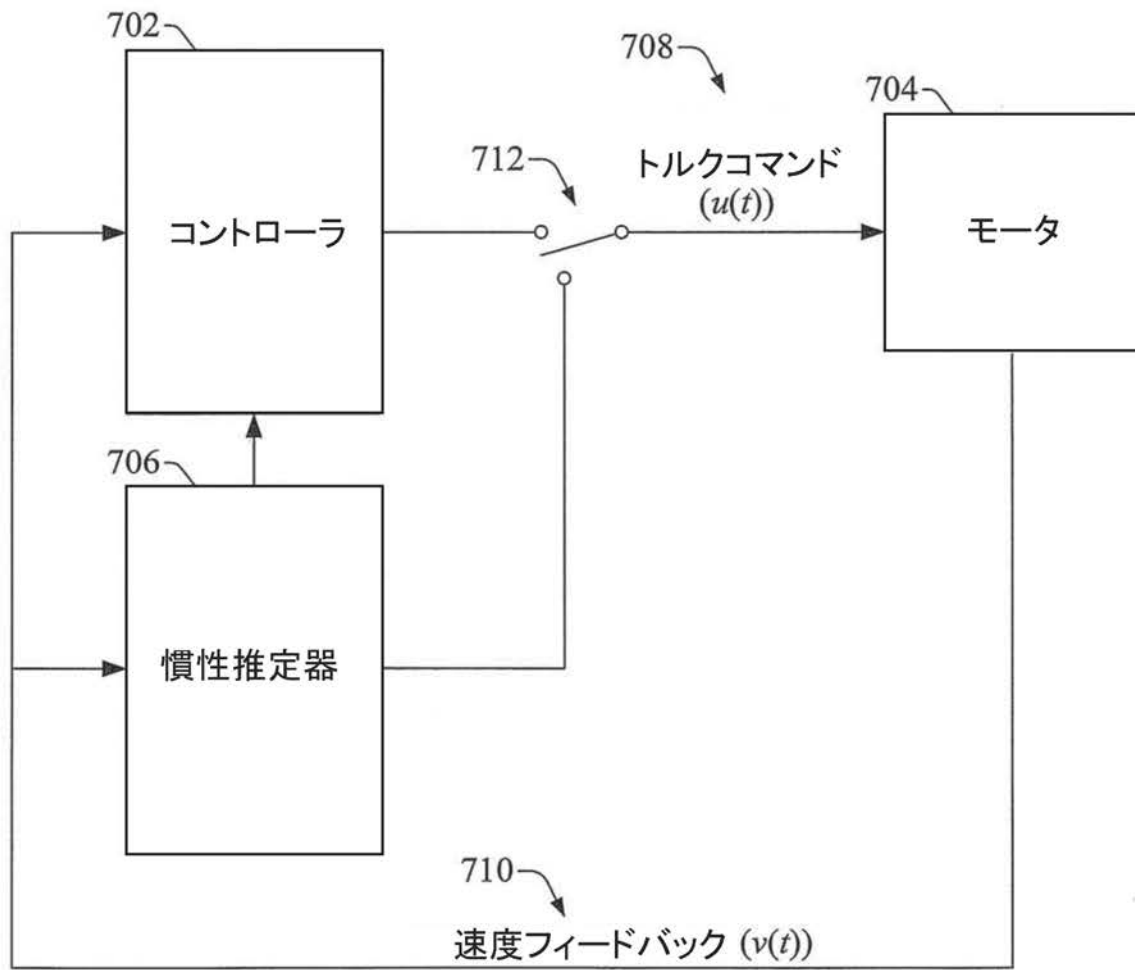 702
708
704
712
トルクコマンド
(u(t))
コントローラ
モータ
706
慣性推定器
710
速度フィードバック (v(t))